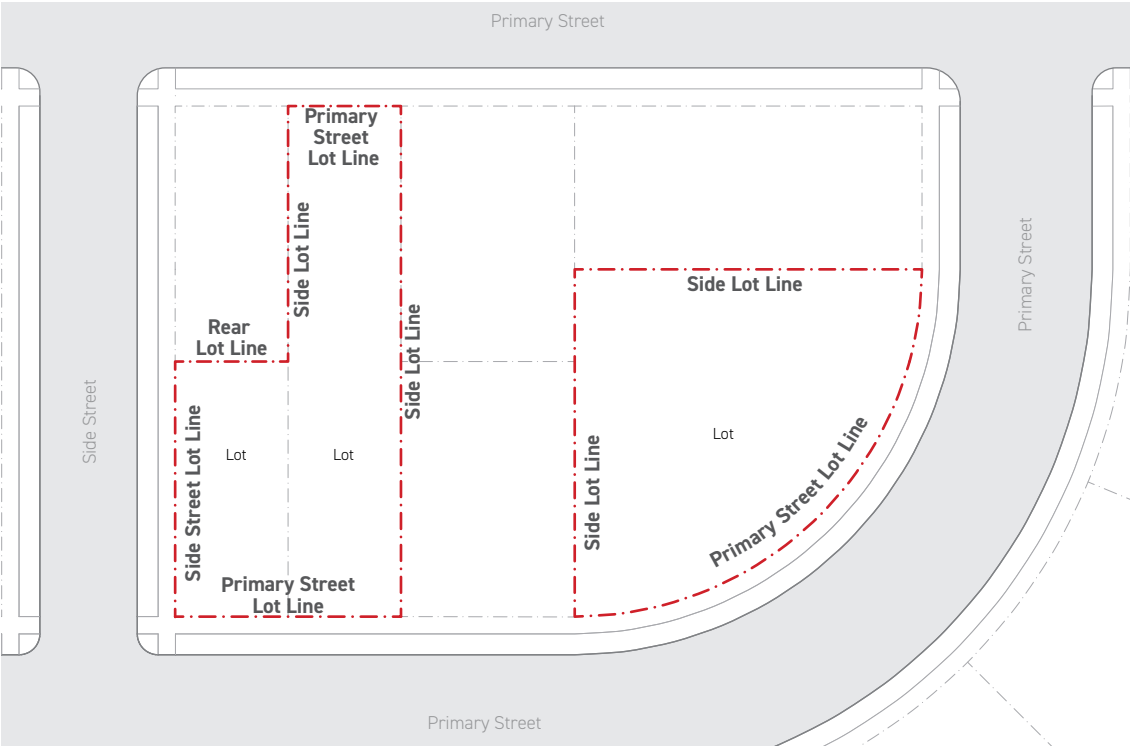 Primary Street
Primary
Street
Lot Line
Side Lot Line
Primary Street
Side Lot Line
Side Lot Line
Rear
Lot Line
Side Street
Side Street Lot Line
Lot
Lot
Lot
Side Lot Line
Primary Street Lot Line
Primary Street
Lot Line
Primary Street